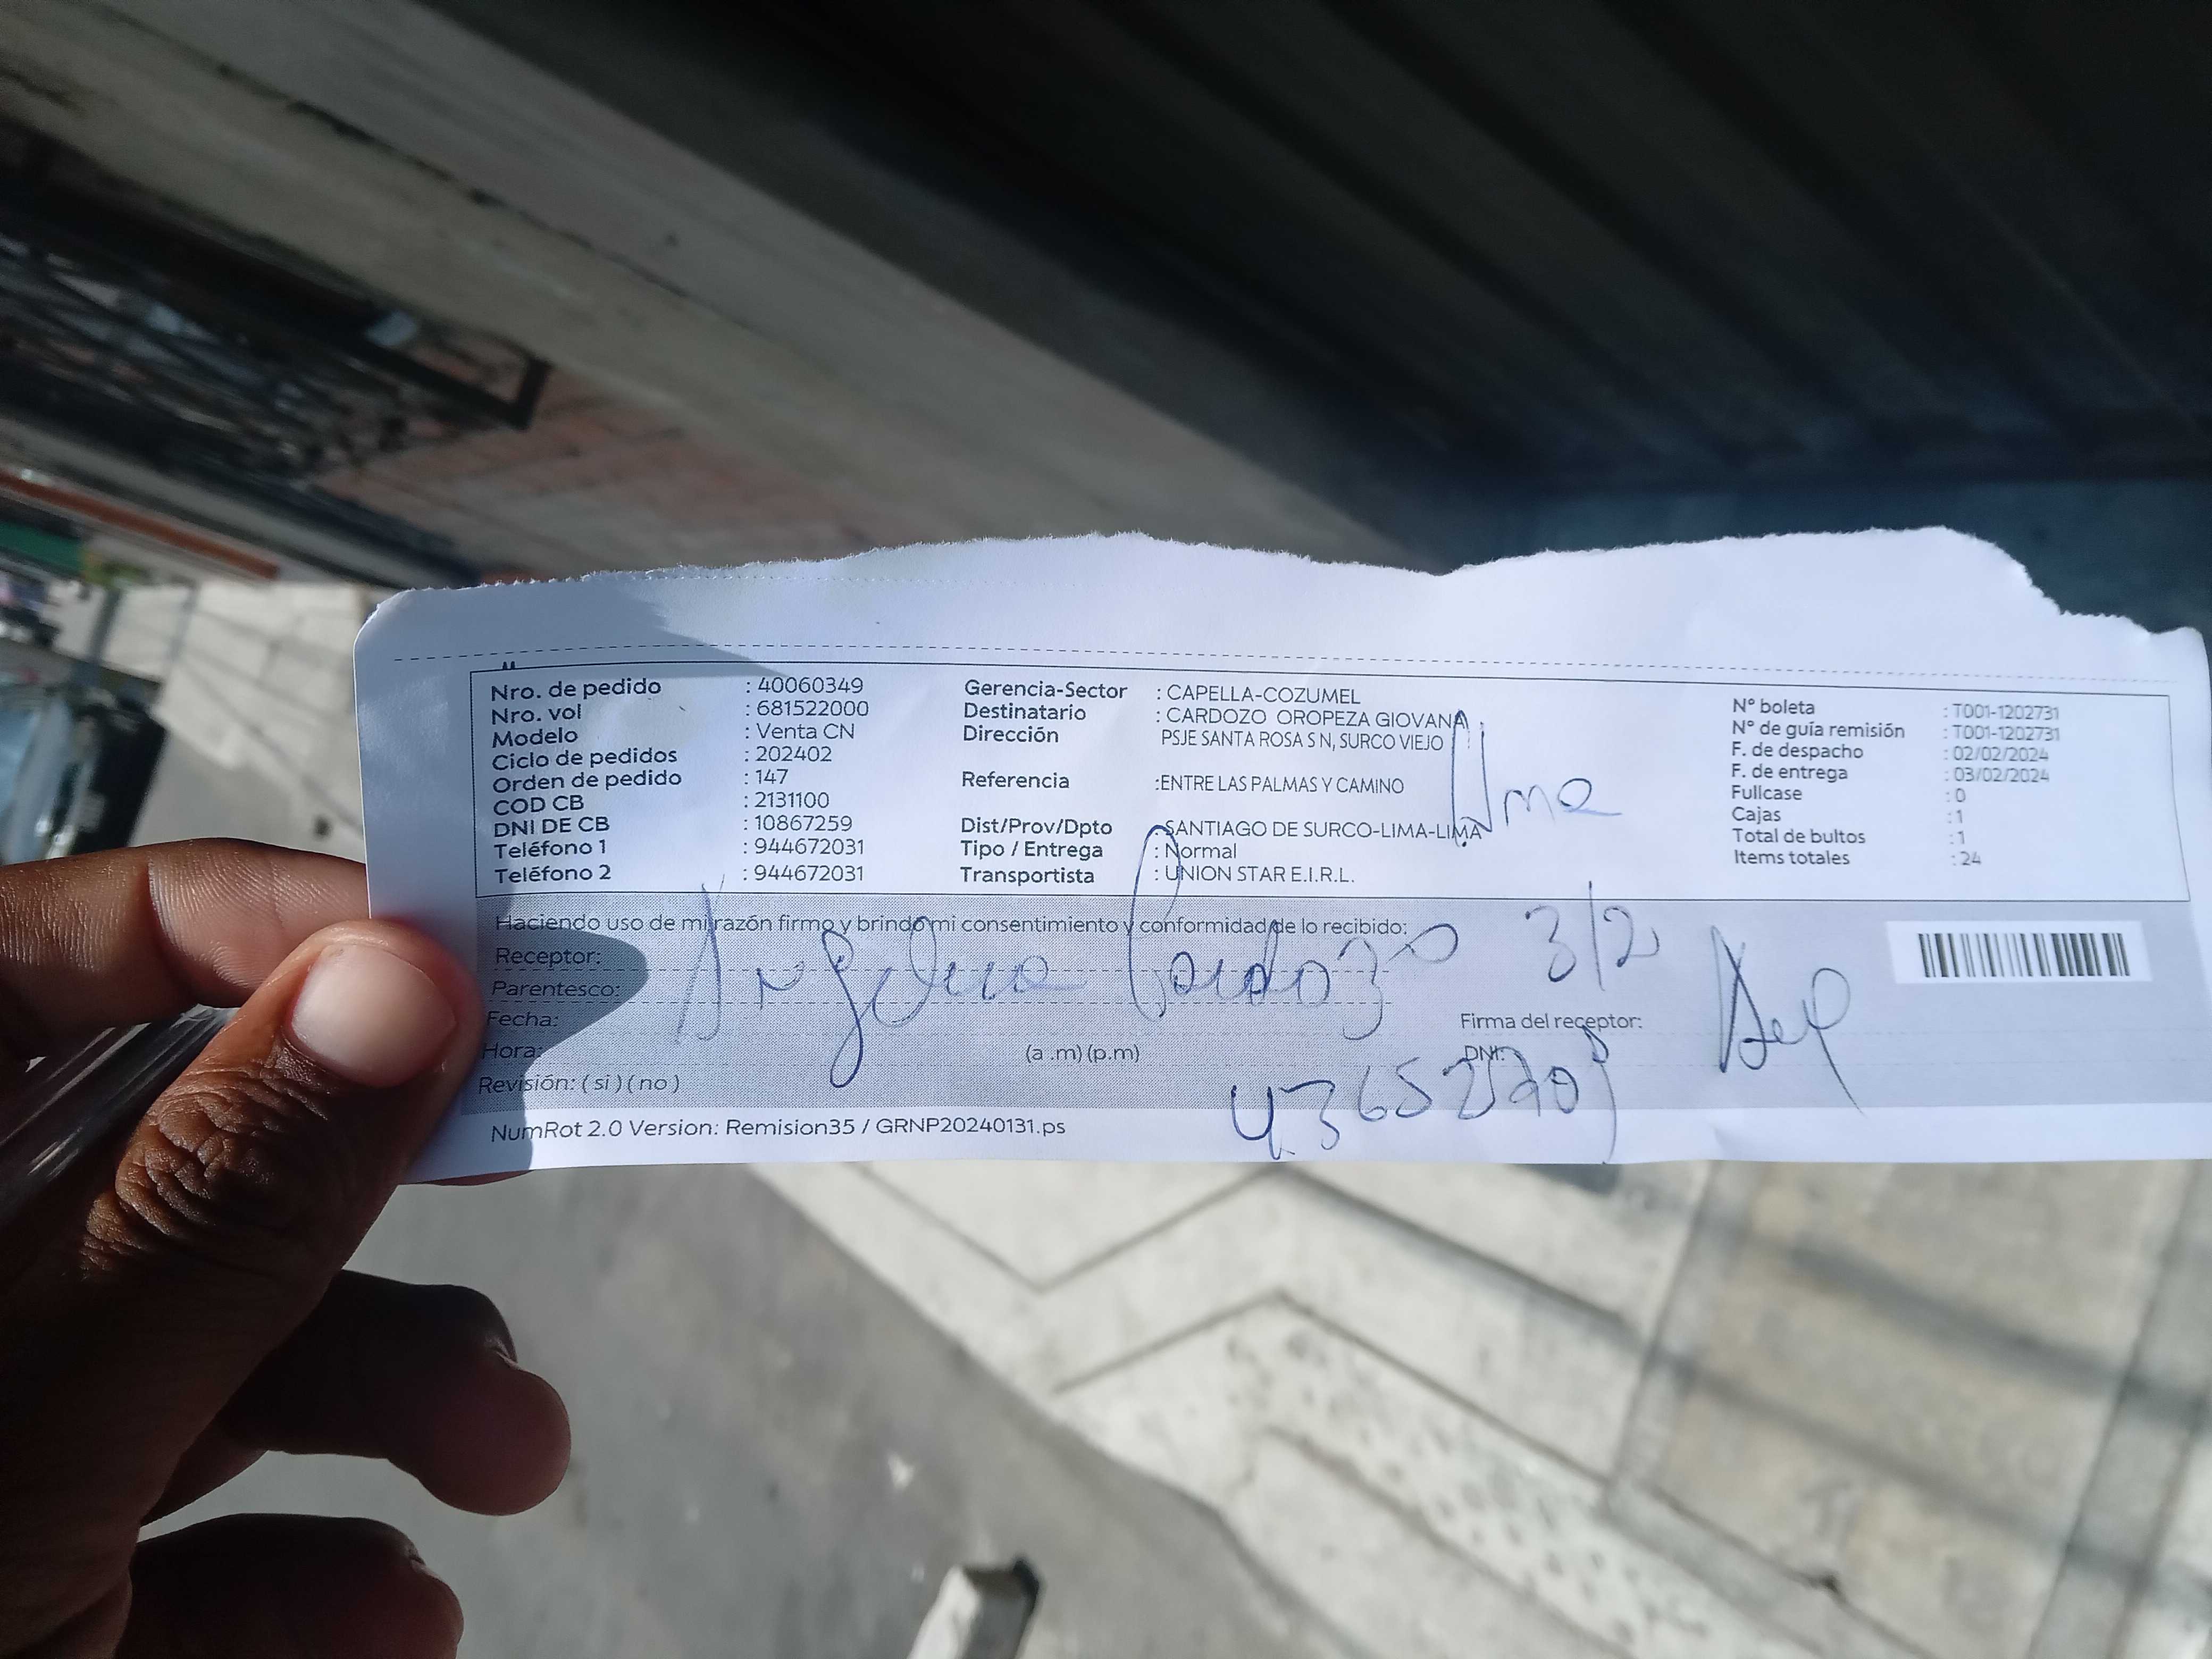 Nro. de pedido : 40060349
Nro. vol : 681522000
Modelo : Venta CN
Ciclo de pedidos : 202402
Orden de pedido : 147
COD CB : 2131100
DNI DE CB : 10867259
Teléfono 1 : 944672031
Teléfono 2 : 944672031
Gerencia-Sector : CAPELLA-COZUMEL
Destinatario : CARDOZO OROPEZA GIOVANA
Dirección PSJE SANTA ROSA S N, SURCO VIEJO
Referencia :ENTRE LAS PALMAS Y CAMINO
Dist/Prov/Dpto : SANTIAGO DE SURCO-LIMA-LIMA
Tipo / Entrega : Normal
Transportista : UNION STAR E.I.R.L.
N° boleta : T001-1202731
N° de guía remisión : T001-1202731
F. de despacho : 02/02/2024
F. de entrega : 03/02/2024
Fullcase : 0
Cajas : 1
Total de bultos : 1
Items totales : 24
Haciendo uso de mi razón firmo y brindo mi consentimiento y conformidad de lo recibido:
Receptor:
Angelica Cardozo 3/2
Parentesco:
Fecha:
Hora: (a .m) (p.m)
Revisión: ( si ) ( no )
Firma del receptor:
DNI:
NumRot 2.0 Version: Remision35 / GRNP20240131.ps